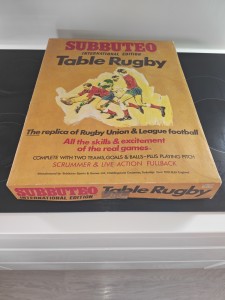 SUBBUTEO
INTERNATIONAL EDITION
Table Rugby
The replica of Rugby Union & League football
All the skills & excitement
of the real games...
COMPLETE WITH TWO TEAMS, GOALS & BALLS - PLUS PLAYING PITCH
SCRUMMER & LIVE-ACTION FULLBACK
SUBBUTEO Table Rugby
INTERNATIONAL EDITION